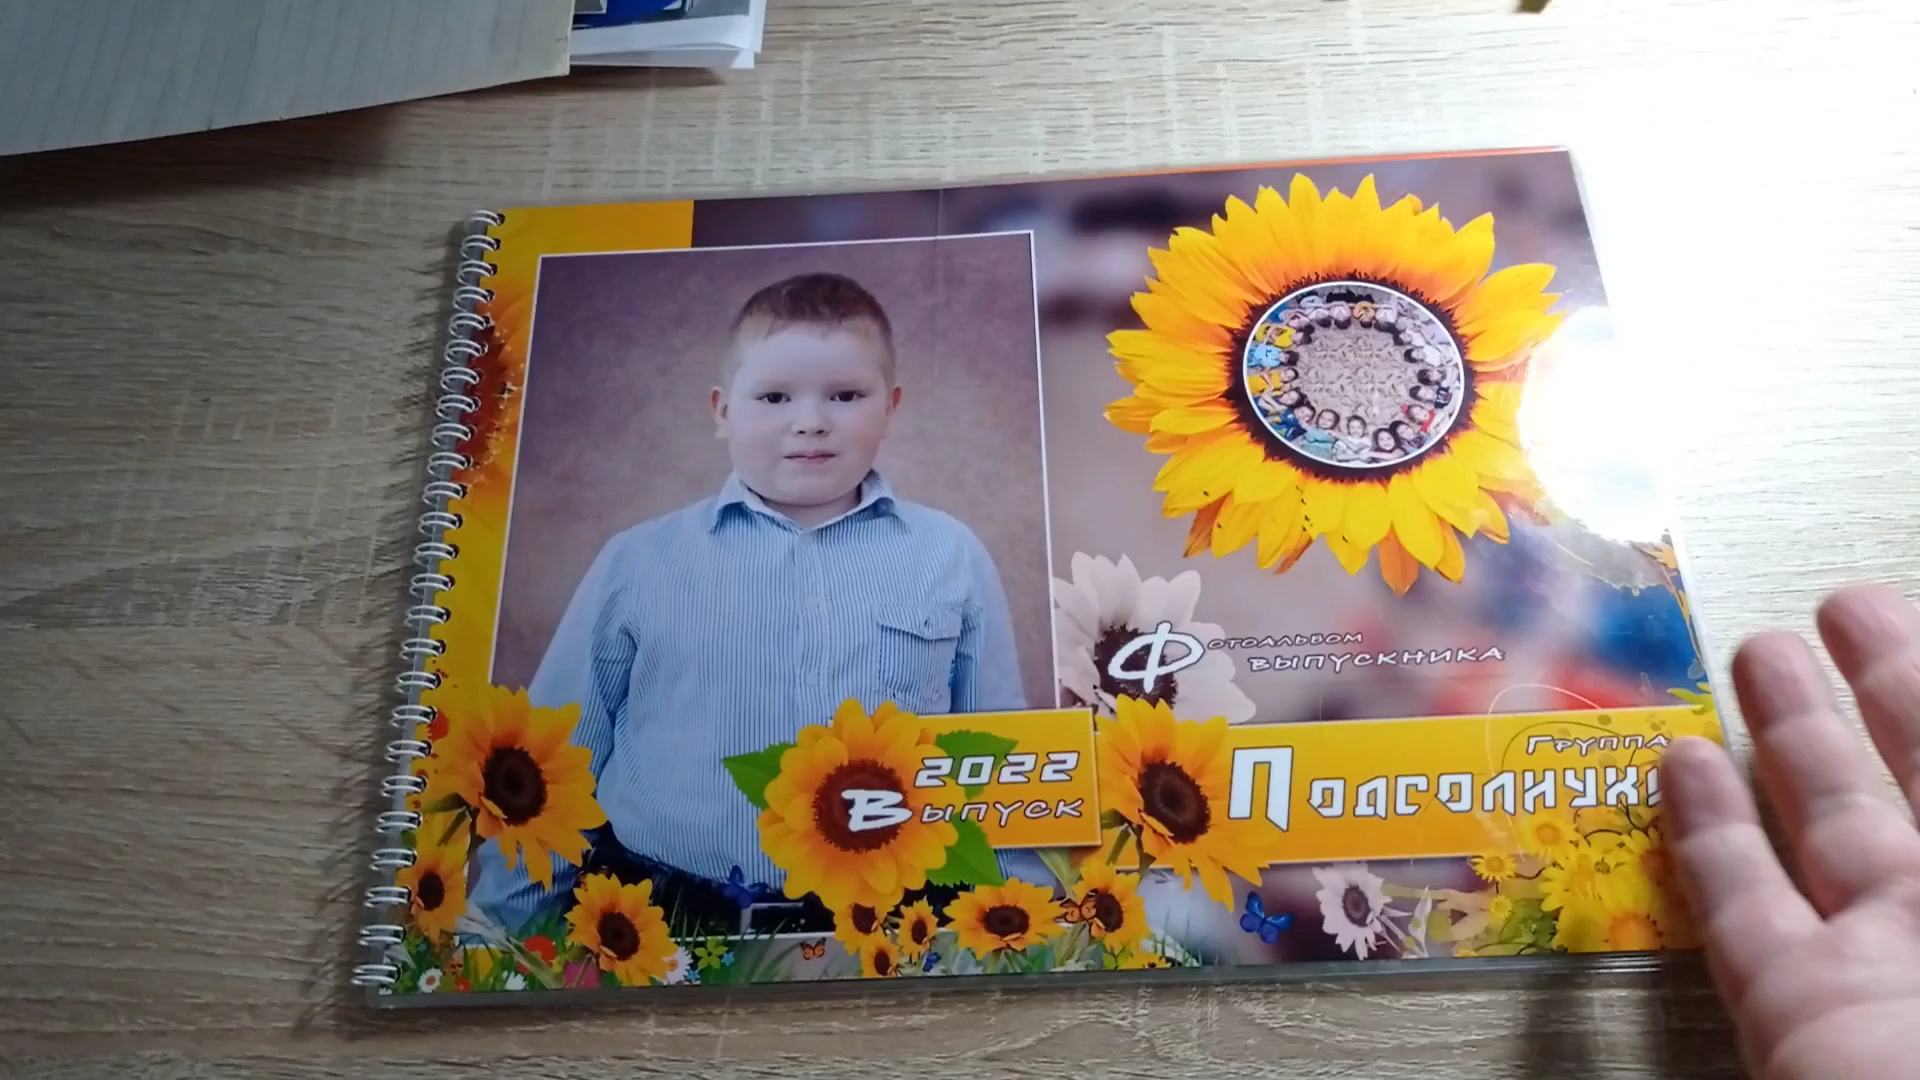 Фотоальбом
выпускника
2022
Выпуск
Группа
Подсолнухи